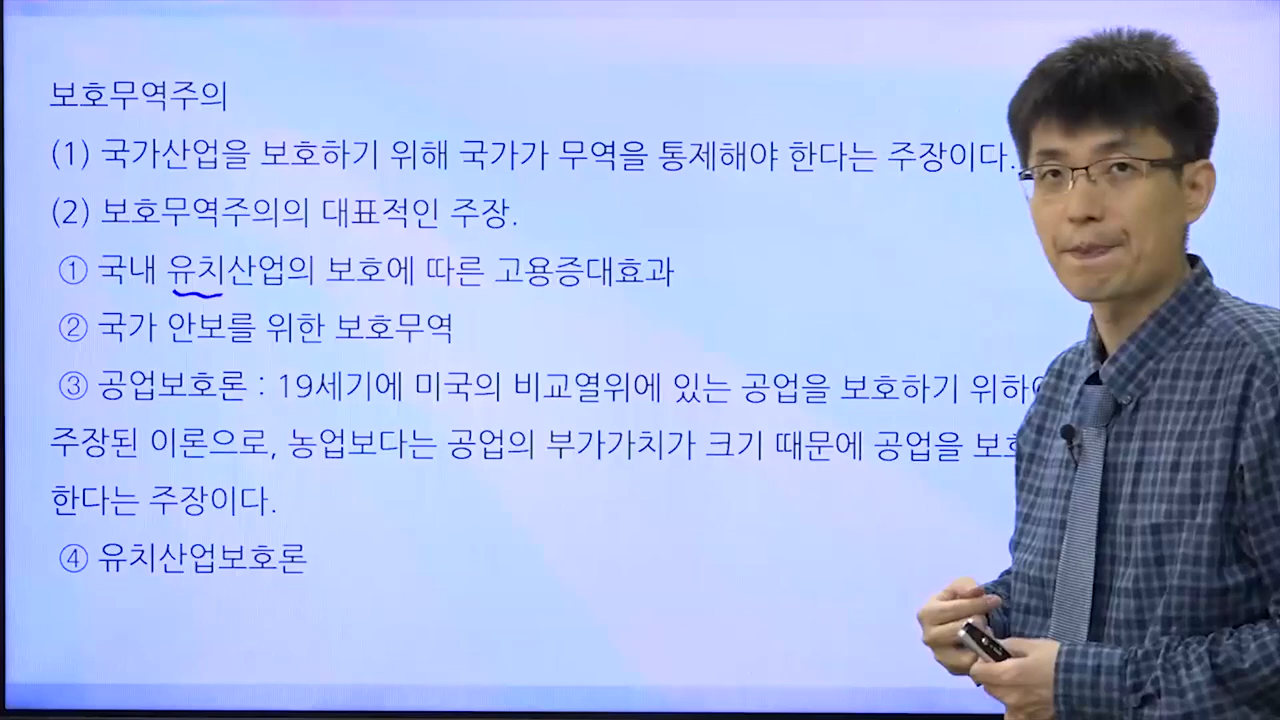 보호무역주의
(1) 국가산업을 보호하기 위해 국가가 무역을 통제해야 한다는 주장이다.
(2) 보호무역주의의 대표적인 주장.
① 국내 유치산업의 보호에 따른 고용증대효과
② 국가 안보를 위한 보호무역
③ 공업보호론 : 19세기에 미국의 비교열위에 있는 공업을 보호하기
주장된 이론으로, 농업보다는 공업의 부가가치가 크기 때문에 공업을
한다는 주장이다.
④ 유치산업보호론